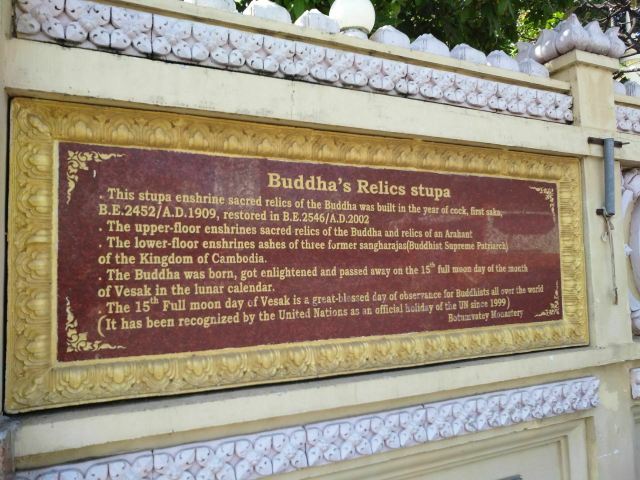 Buddha's Relics stupa
. This stupa enshrine sacred relics of the Buddha was built in the year of cock, first saka,
B.E.2452/A.D.1909, restored in B.E.2546/A.D.2002
. The upper-floor enshrines sacred relics of the Buddha and relics of an Arahant
. The lower-floor enshrines ashes of three former sangharajas(Buddhist Supreme Patriarch)
of the Kingdom of Cambodia.
. The Buddha was born, got enlightened and passed away on the 15th full moon day of the month
of Vesak in the lunar calendar.
. The 15th Full moon day of Vesak is a great-blessed day of observance for Buddhists all over the world
(It has been recognized by the United Nations as an official holiday of the UN since 1999)
Botumvatey Monastery